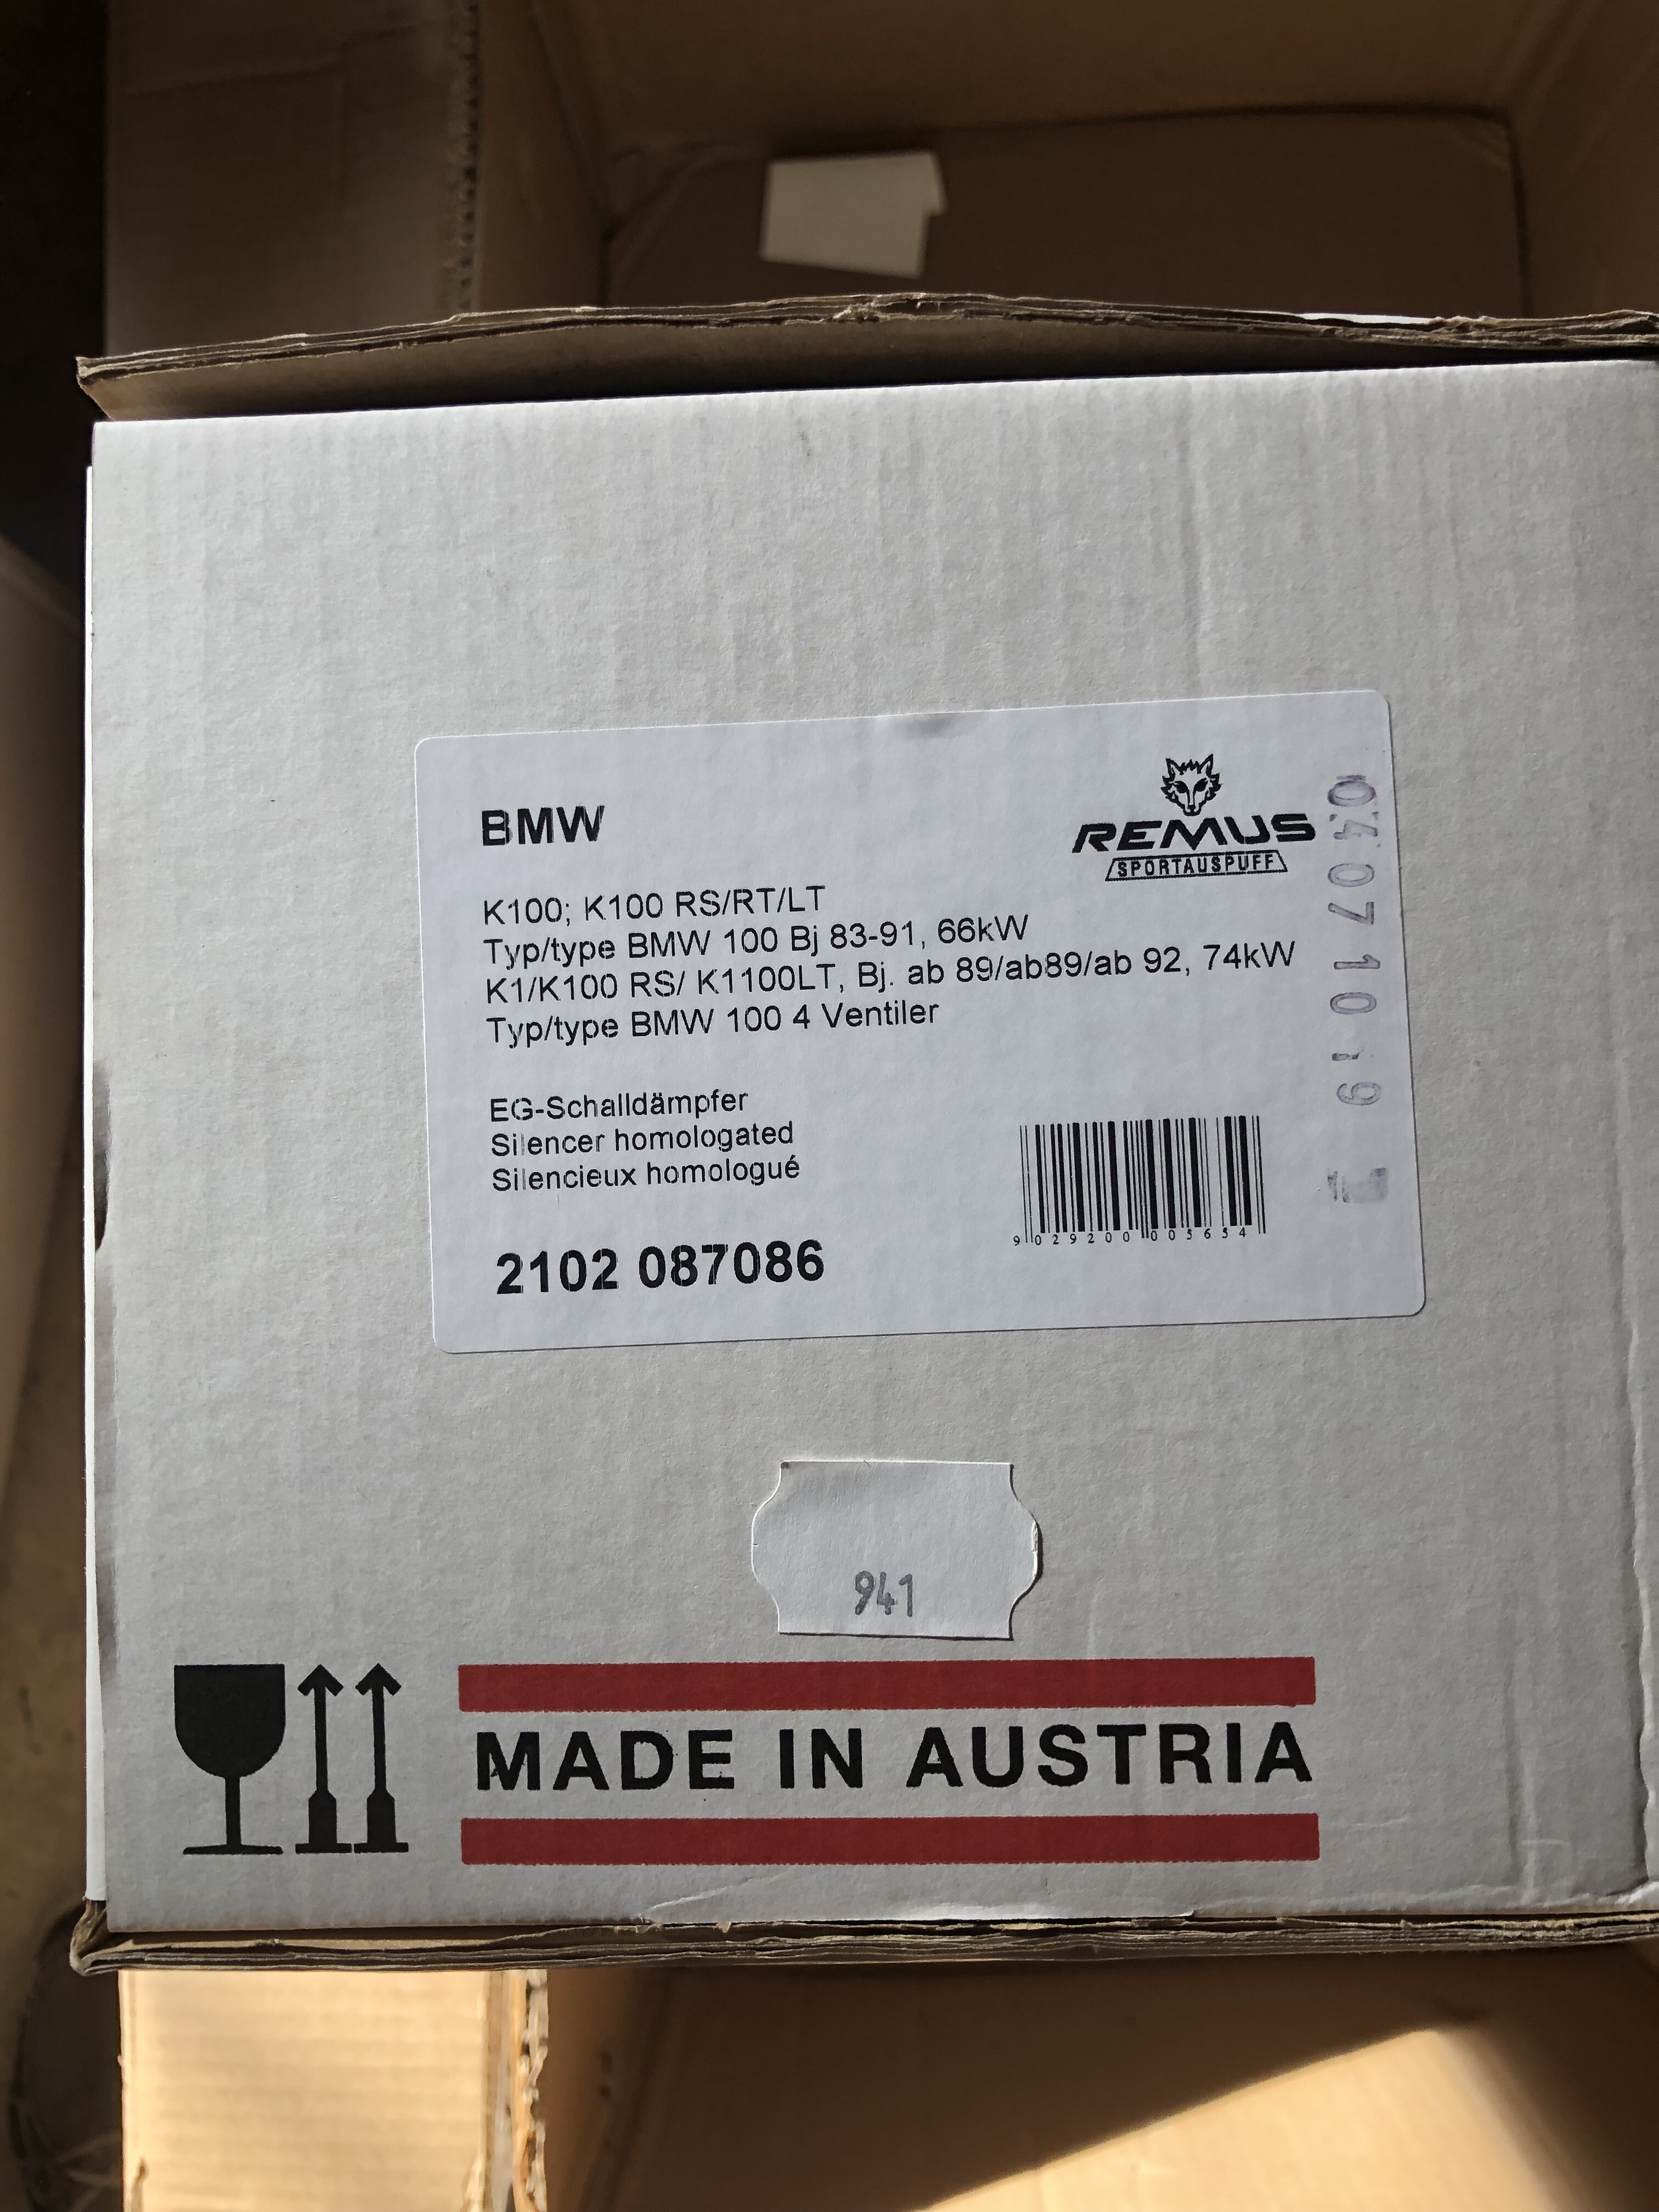 BMW
REMUS
SPORTAUSPUFF
K100; K100 RS/RT/LT
Typ/type BMW 100 Bj 83-91, 66kW
K1/K100 RS/ K1100LT, Bj. ab 89/ab89/ab 92, 74kW
Typ/type BMW 100 4 Ventiler
EG-Schalldämpfer
Silencer homologated
Silencieux homologué
9 029200 005654
2102 087086
941
MADE IN AUSTRIA